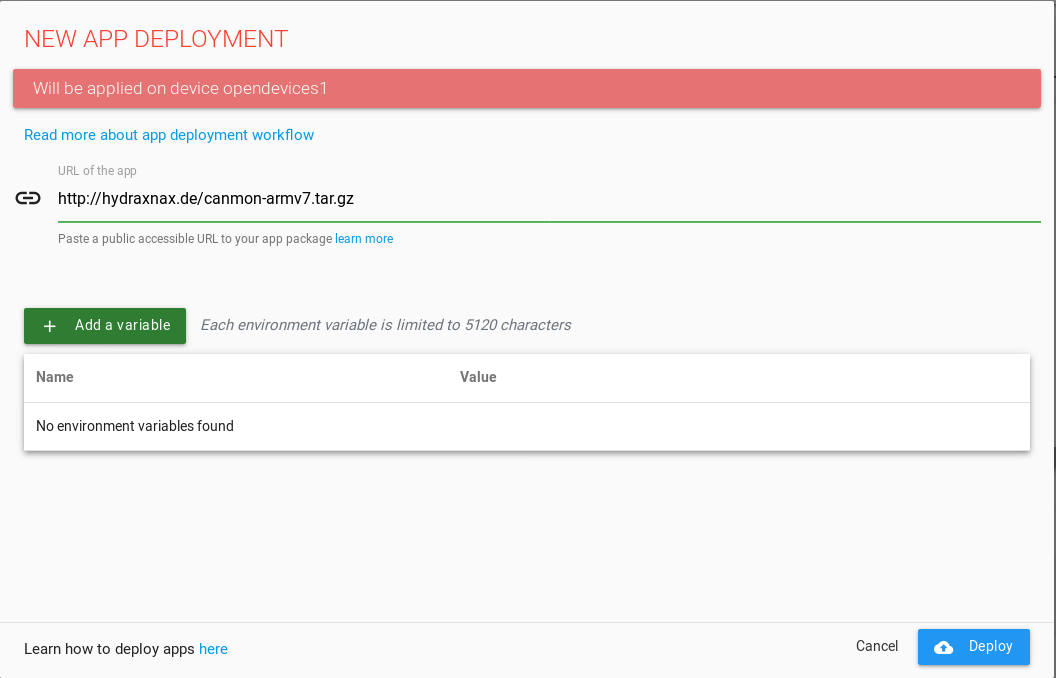 NEW APP DEPLOYMENT
Will be applied on device opendevices1
Read more about app deployment workflow
URL of the app
http://hydraxnax.de/canmon-armv7.tar.gz
Paste a public accessible URL to your app package learn more
Add a variable Each environment variable is limited to 5120 characters
Name Value
No environment variables found
Learn how to deploy apps here Cancel Deploy